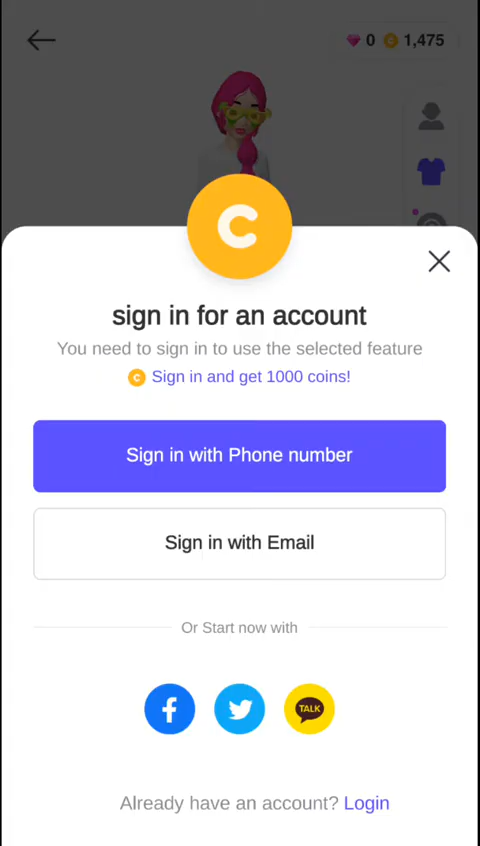 0 1,475
C
sign in for an account
You need to sign in to use the selected feature
C Sign in and get 1000 coins!
Sign in with Phone number
Sign in with Email
Or Start now with
f TALK
Already have an account? Login